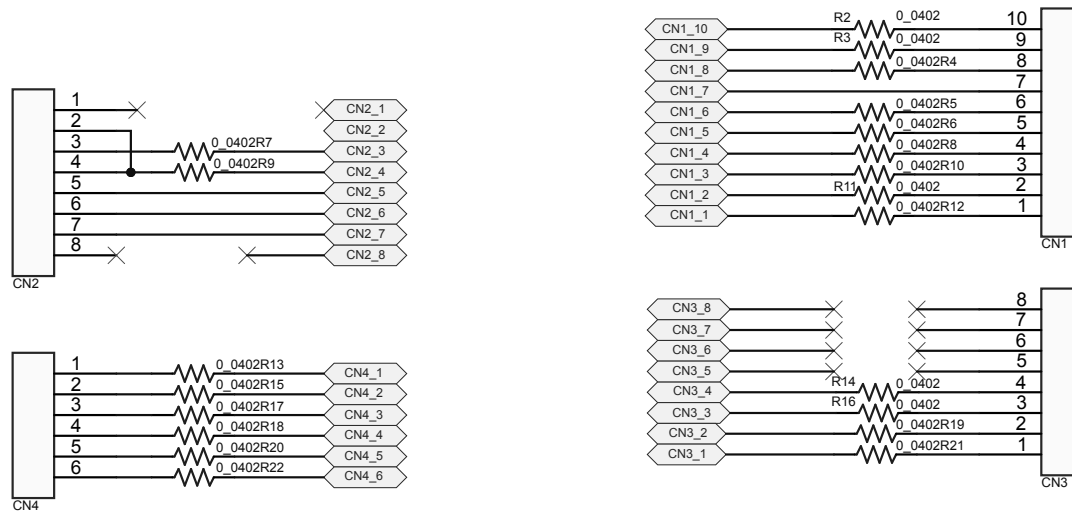 1
CN2_1
2
CN2_2
3 0_0402R7 CN2_3
4 0_0402R9 CN2_4
5 CN2_5
6 CN2_6
7 CN2_7
8 CN2_8
CN2
1 0_0402R13 CN4_1
2 0_0402R15 CN4_2
3 0_0402R17 CN4_3
4 0_0402R18 CN4_4
5 0_0402R20 CN4_5
6 0_0402R22 CN4_6
CN4
CN1_10 R2 0_0402 10
CN1_9 R3 0_0402 9
CN1_8 0_0402R4 8
CN1_7 7
CN1_6 0_0402R5 6
CN1_5 0_0402R6 5
CN1_4 0_0402R8 4
CN1_3 0_0402R10 3
CN1_2 R11 0_0402 2
CN1_1 0_0402R12 1
CN1
CN3_8 8
CN3_7 7
CN3_6 6
CN3_5 5
CN3_4 R14 0_0402 4
CN3_3 R16 0_0402 3
CN3_2 0_0402R19 2
CN3_1 0_0402R21 1
CN3